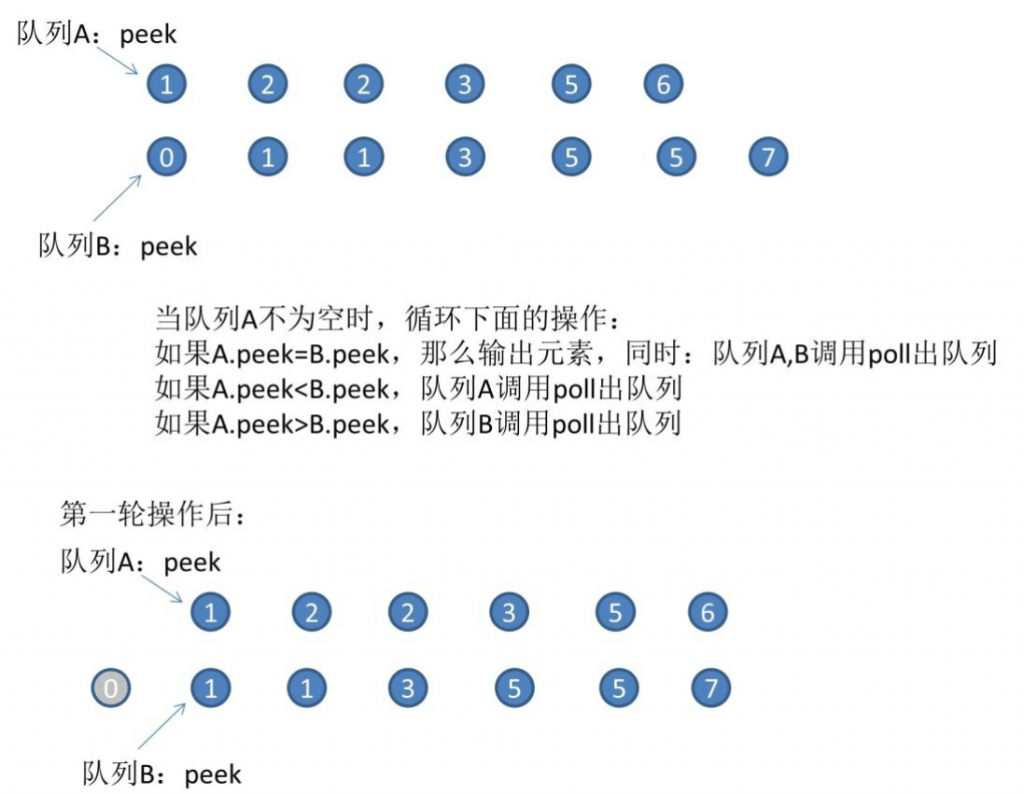 队列A：peek
1 2 2 3 5 6
0 1 1 3 5 5 7
队列B：peek
当队列A不为空时，循环下面的操作：
如果A.peek=B.peek，那么输出元素，同时：队列A,B调用poll出队列
如果A.peek<B.peek，队列A调用poll出队列
如果A.peek>B.peek，队列B调用poll出队列
第一轮操作后：
队列A：peek
1 2 2 3 5 6
0 1 1 3 5 5 7
队列B：peek